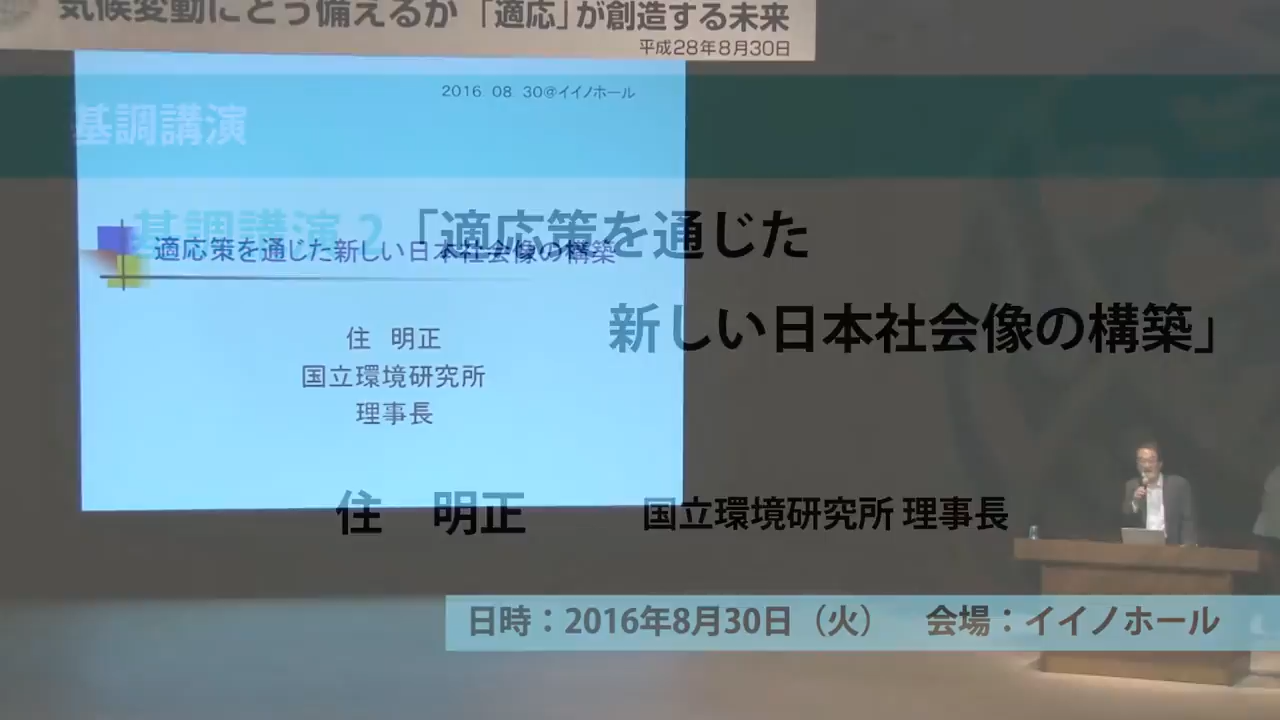 気候変動にどう備えるか 「適応」が創造する未来
平成28年8月30日
2016 08 30@イイノホール
基調講演
基調講演 2 「適応策を通じた
適応策を通じた新しい日本社会像の構築
新しい日本社会像の構築」
住 明正
国立環境研究所
理事長
住 明正 国立環境研究所 理事長
日時：2016年8月30日（火） 会場：イイノホール